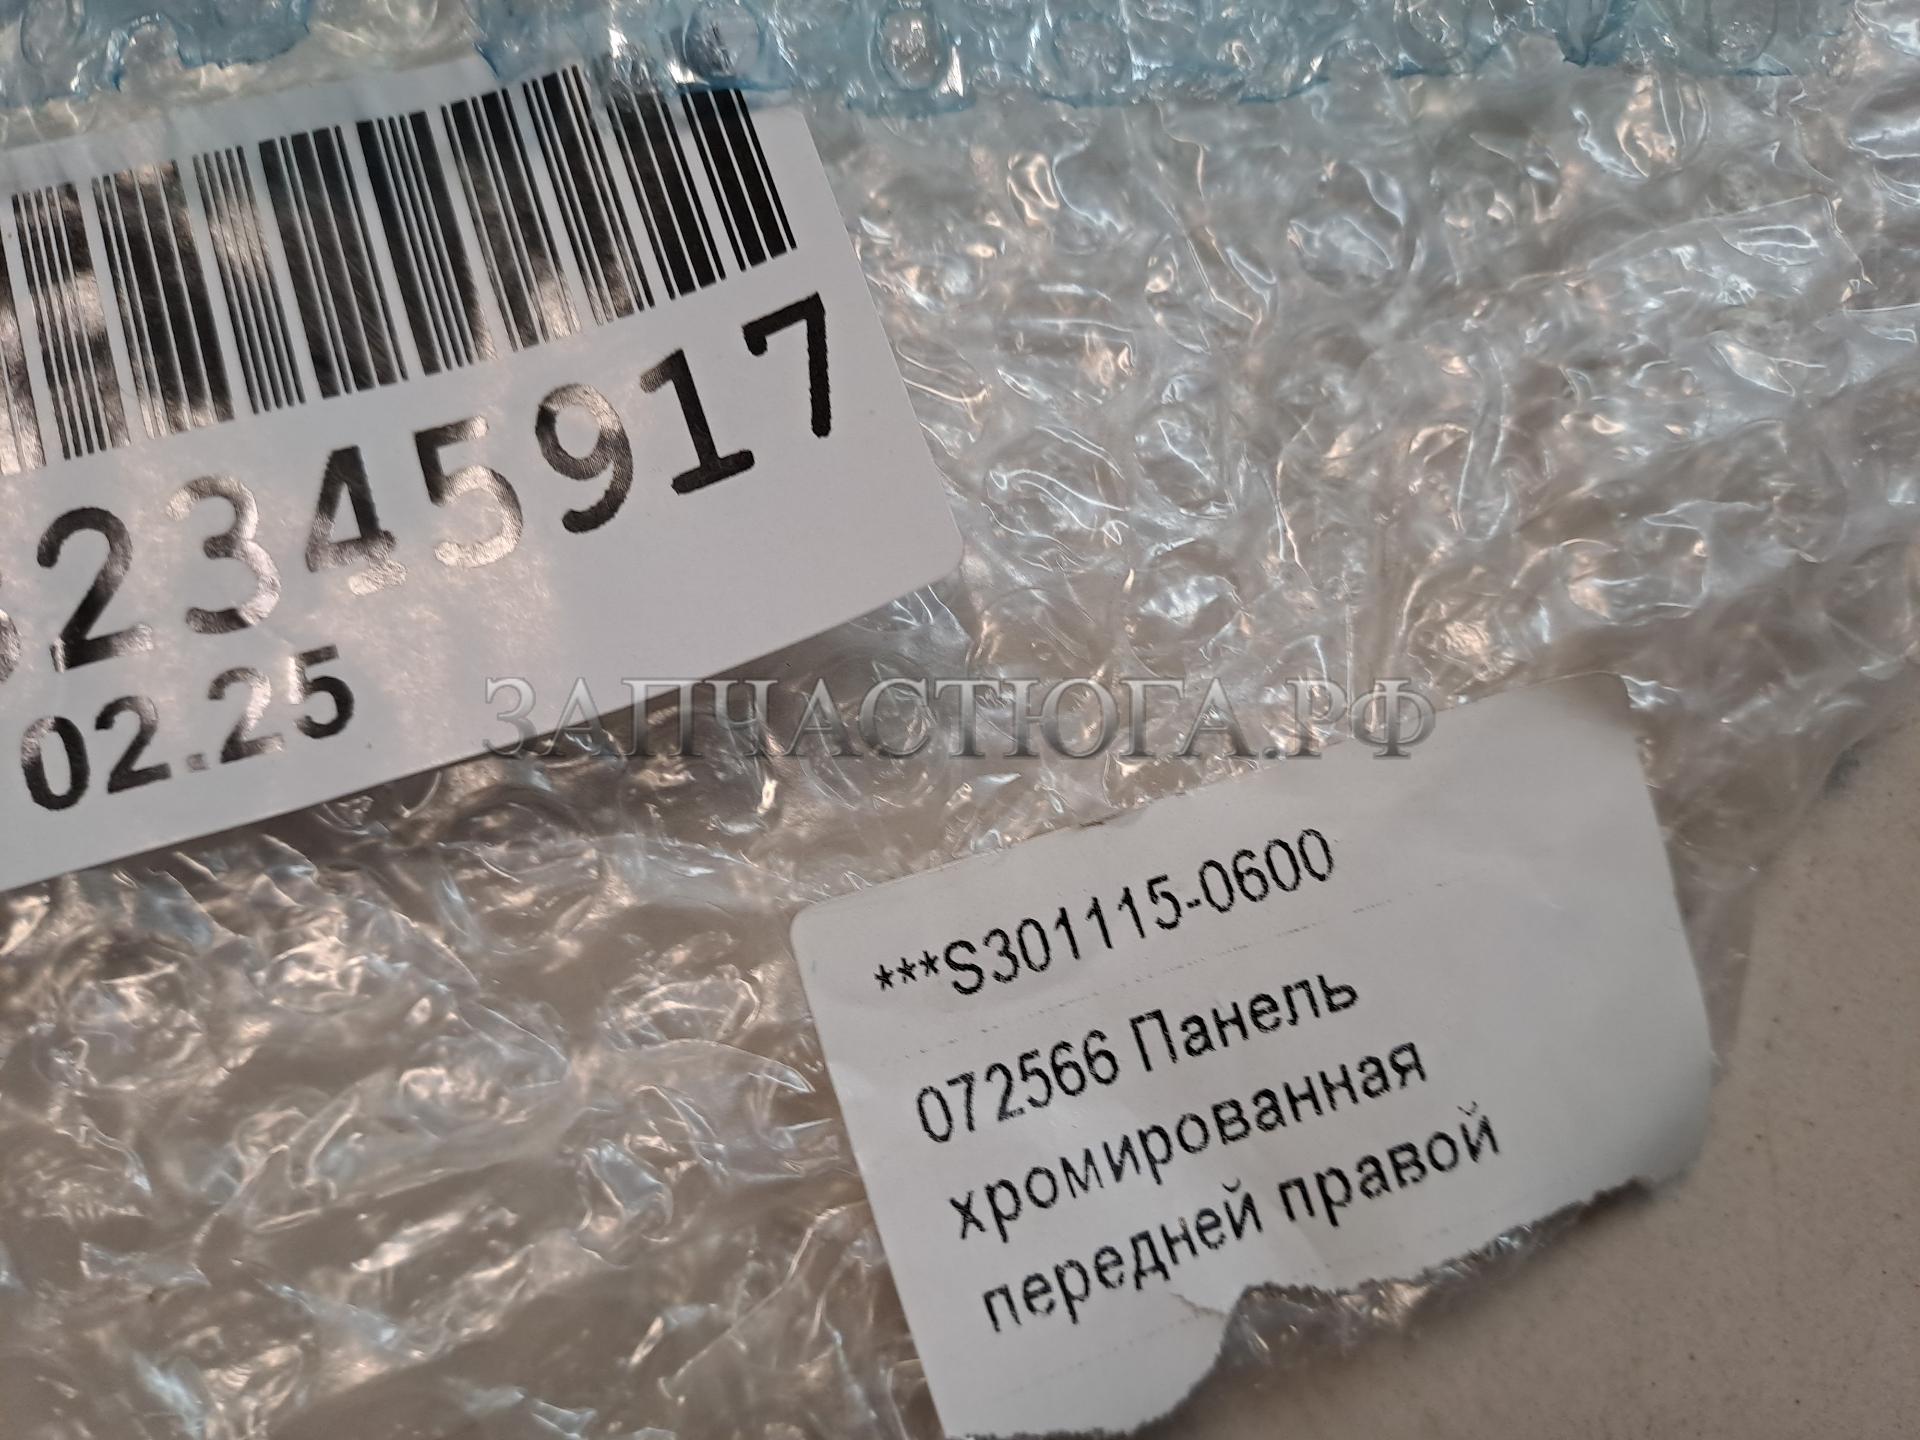 2345917
02.25
ЗАПЧАСТЮГА.РФ
***S301115-0600
072566 Панель
хромированная
передней правой